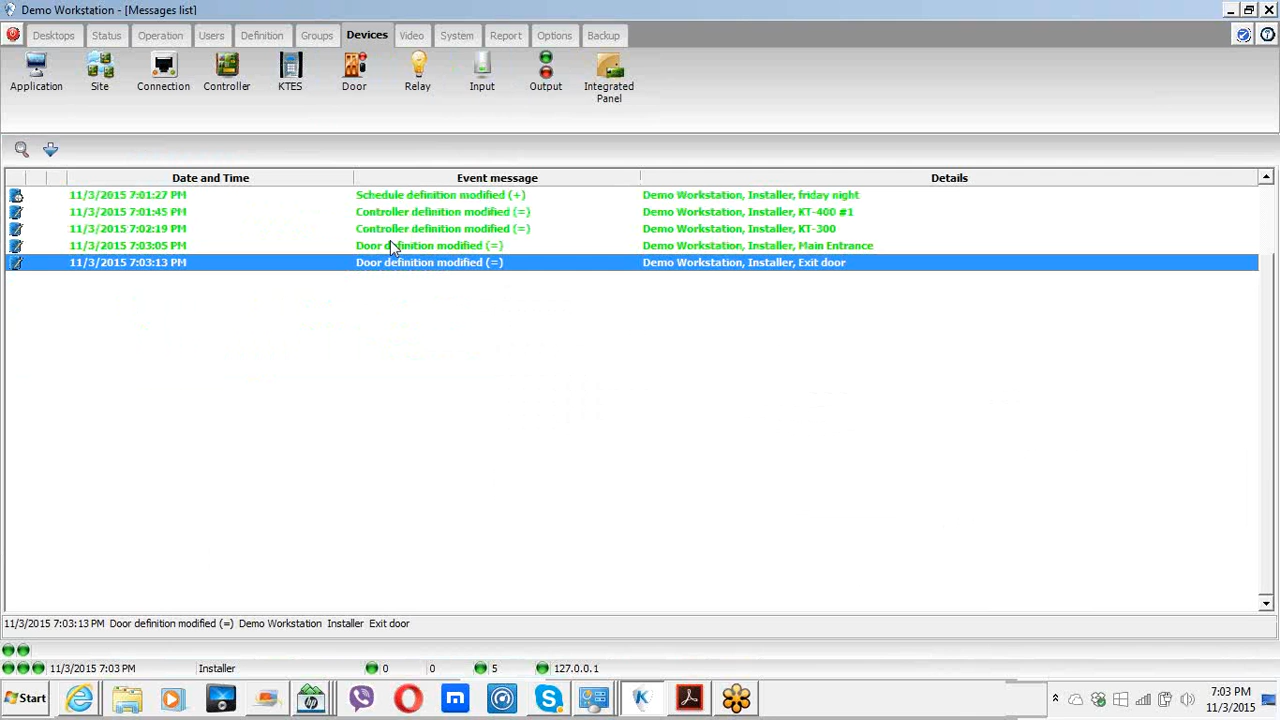 Demo Workstation - [Messages list]
Desktops Status Operation Users Definition Groups Devices Video System Report Options Backup
Application Site Connection Controller KTES Door Relay Input Output Integrated Panel
Date and Time Event message Details
11/3/2015 7:01:27 PM Schedule definition modified (+) Demo Workstation, Installer, friday night
11/3/2015 7:01:45 PM Controller definition modified (=) Demo Workstation, Installer, KT-400 #1
11/3/2015 7:02:19 PM Controller definition modified (=) Demo Workstation, Installer, KT-300
11/3/2015 7:03:05 PM Door definition modified (=) Demo Workstation, Installer, Main Entrance
11/3/2015 7:03:13 PM Door definition modified (=) Demo Workstation, Installer, Exit door
11/3/2015 7:03:13 PM Door definition modified (=) Demo Workstation Installer Exit door
11/3/2015 7:03 PM Installer 0 0 5 127.0.0.1
Start 7:03 PM
11/3/2015